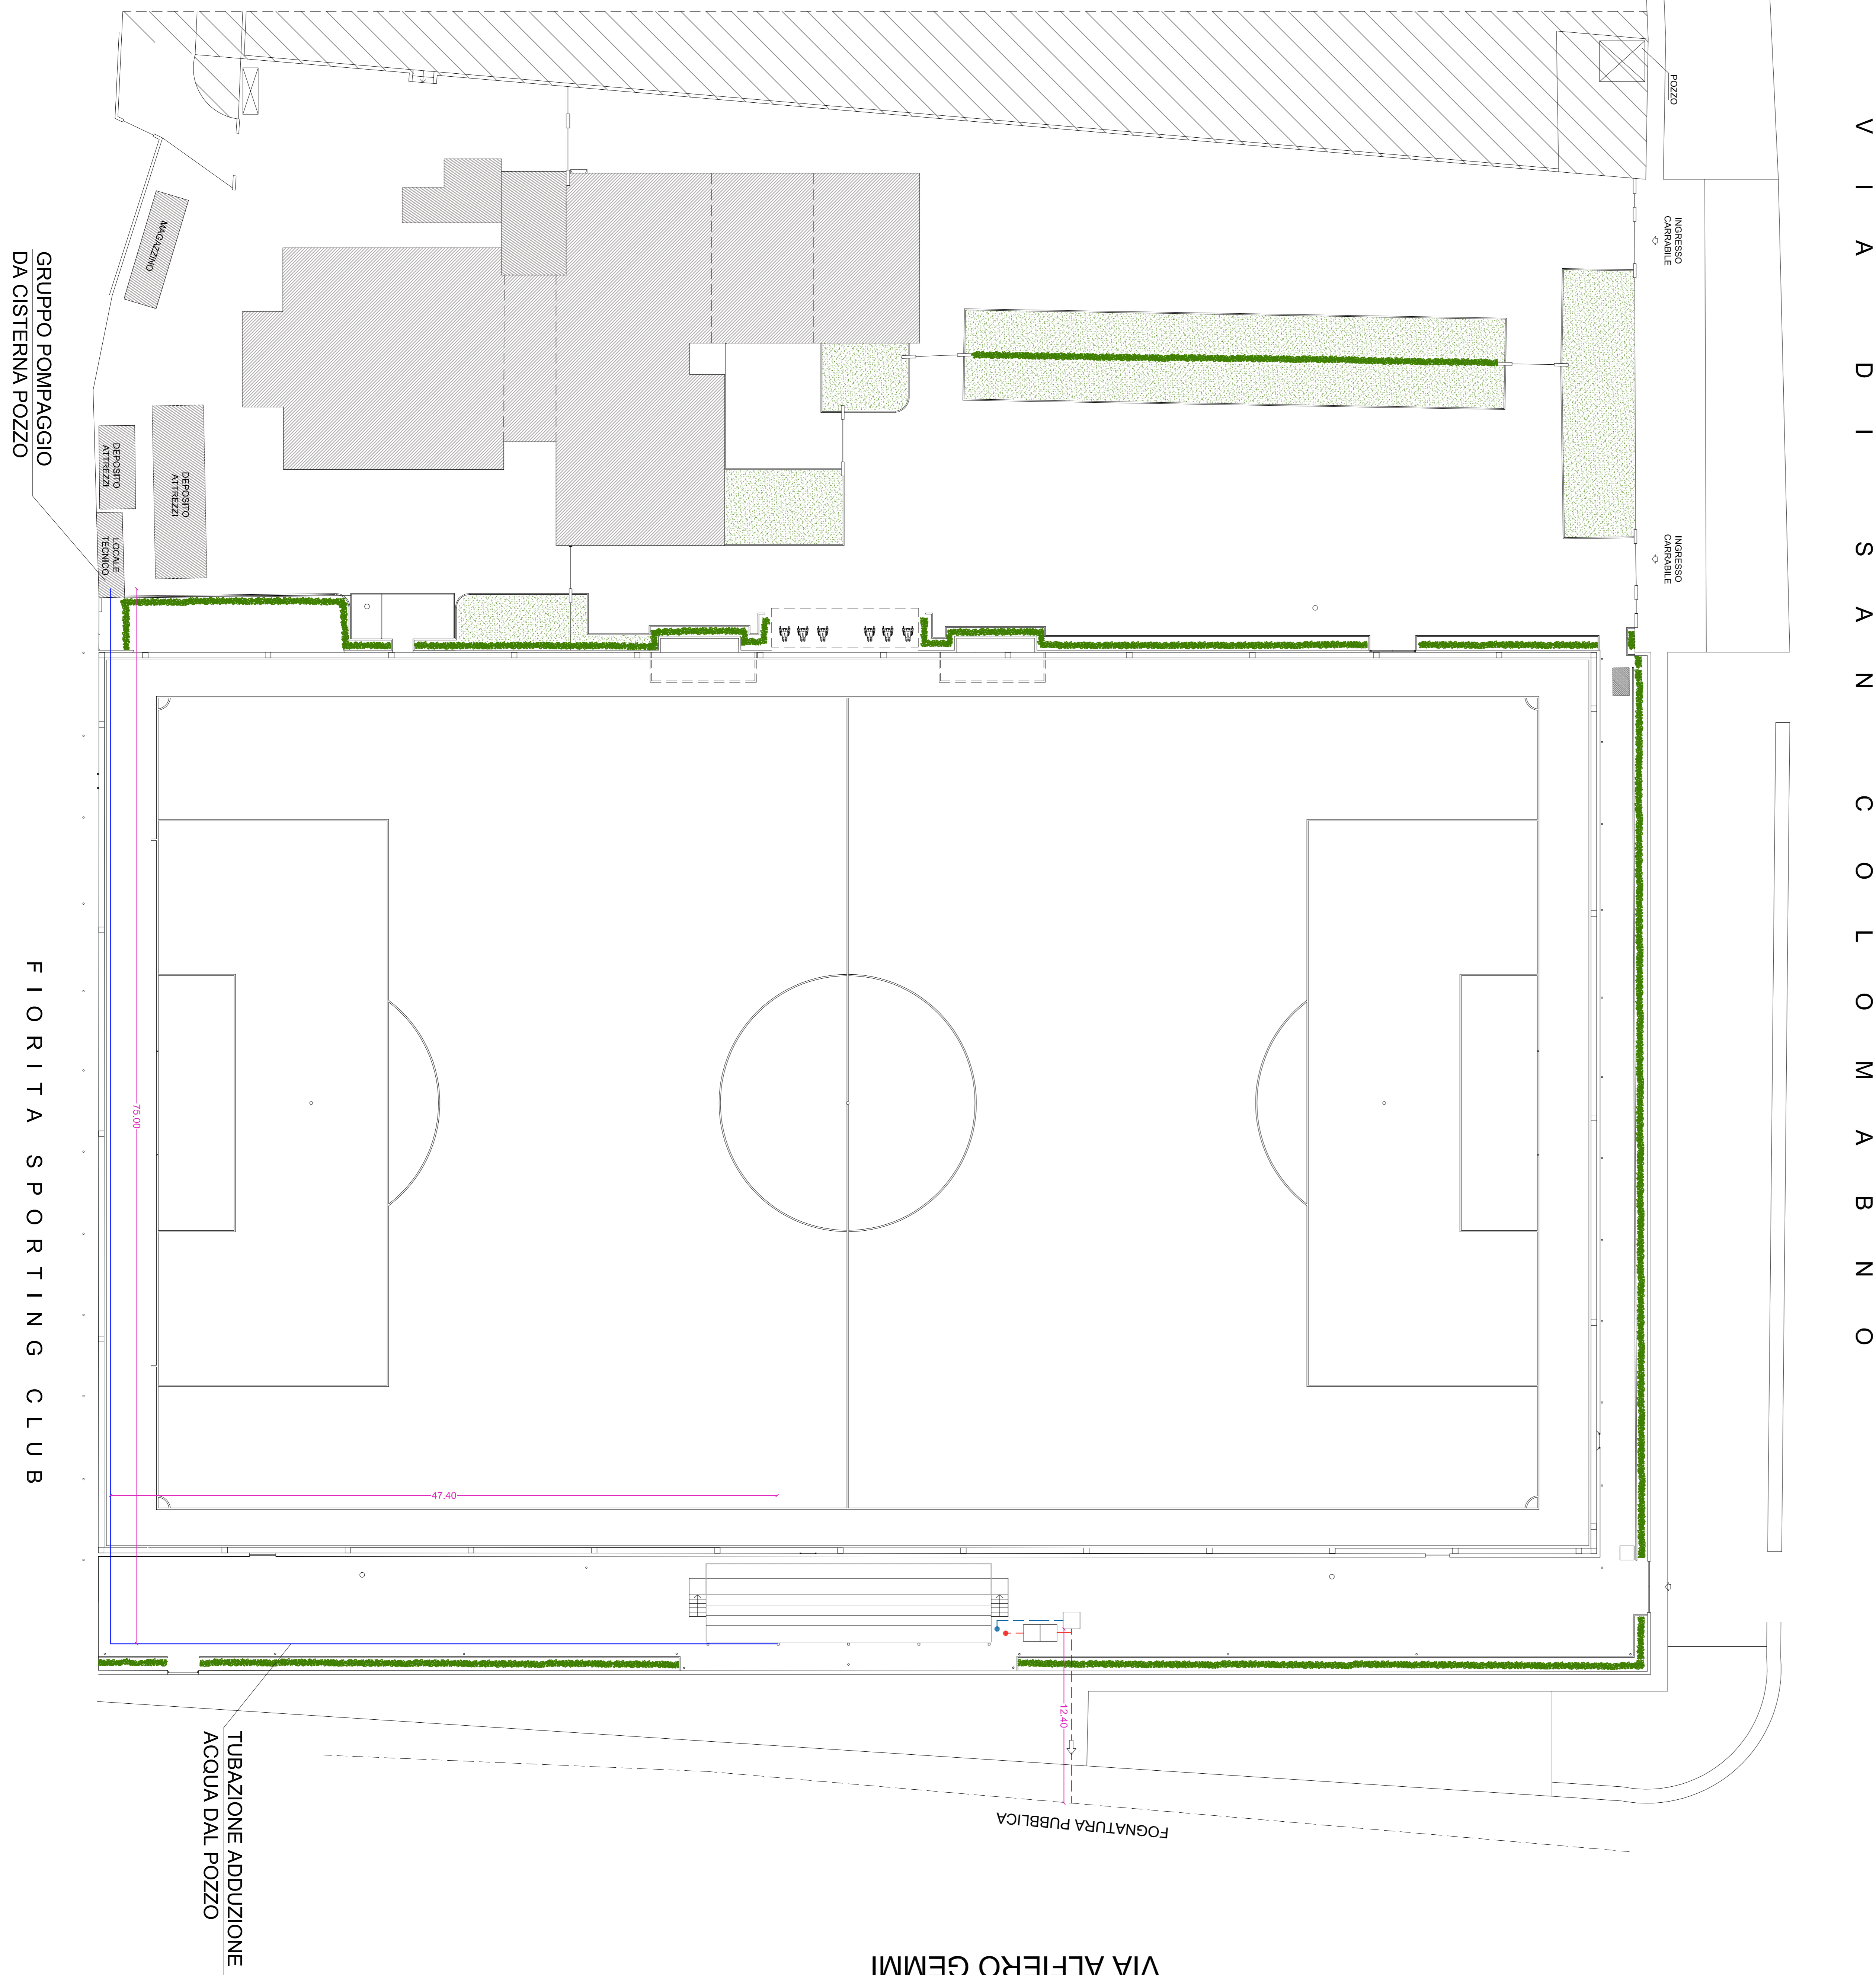 VIA DI SAN COLOMABNO
POZZO
INGRESSO
CARRABILE
INGRESSO
CARRABILE
MAGAZZINO
DEPOSITO
ATTREZZI
DEPOSITO
ATTREZZI
LOCALE
TECNICO
GRUPPO POMPAGGIO
DA CISTERNA POZZO
FIORITA SPORTING CLUB
75.00
47.40
12.40
TUBAZIONE ADDUZIONE
ACQUA DAL POZZO
FOGNATURA PUBBLICA
VIA ALFIERO GEMMI